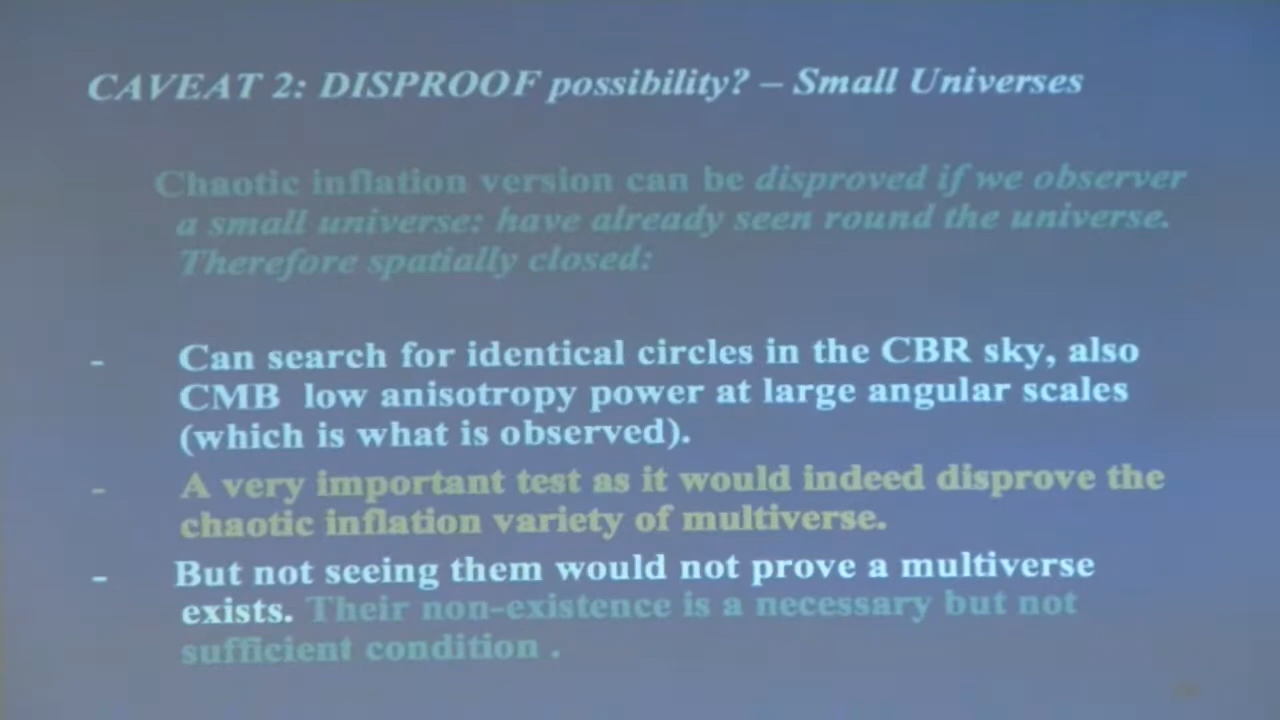 CAVEAT 2: DISPROOF possibility? – Small Universes
Chaotic inflation version can be disproved if we observer
a small universe: have already seen round the universe.
Therefore spatially closed:
- Can search for identical circles in the CBR sky, also
CMB low anisotropy power at large angular scales
(which is what is observed).
- A very important test as it would indeed disprove the
chaotic inflation variety of multiverse.
- But not seeing them would not prove a multiverse
exists. Their non-existence is a necessary but not
sufficient condition .